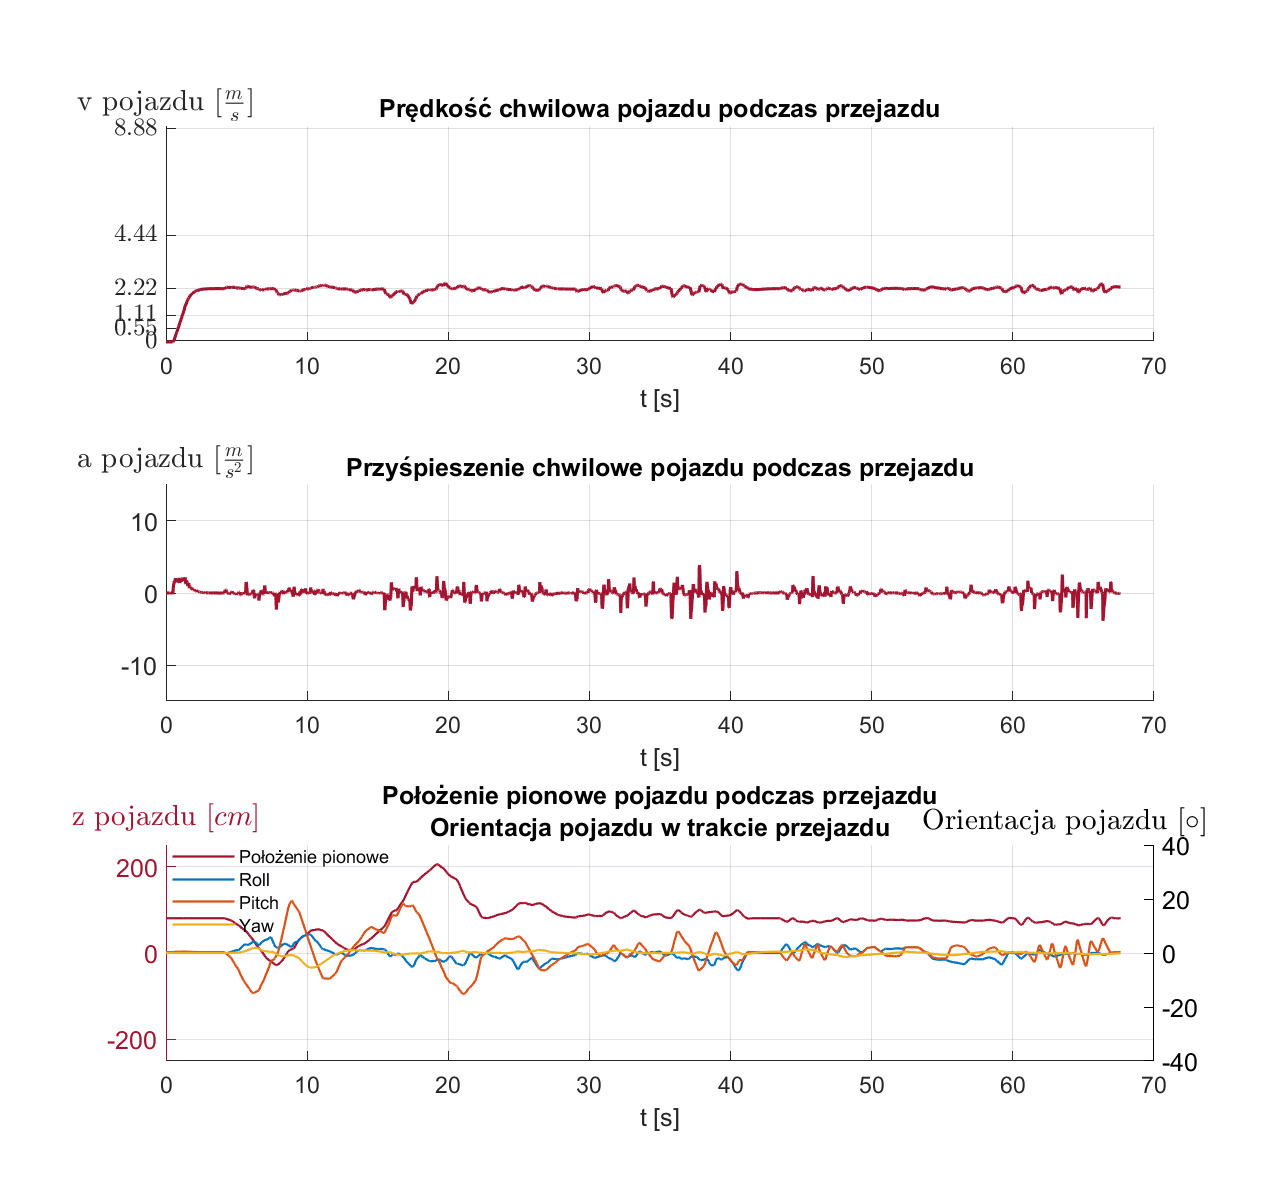 v pojazdu [m/s]
Prędkość chwilowa pojazdu podczas przejazdu
8.88
4.44
2.22
1.11
0.55
0
0 10 20 30 40 50 60 70
t [s]
a pojazdu [m/s²]
Przyśpieszenie chwilowe pojazdu podczas przejazdu
10
0
-10
0 10 20 30 40 50 60 70
t [s]
Położenie pionowe pojazdu podczas przejazdu
z pojazdu [cm]
Orientacja pojazdu w trakcie przejazdu
Orientacja pojazdu [∘]
200
0
-200
Położenie pionowe
Roll
Pitch
Yaw
40
20
0
-20
-40
0 10 20 30 40 50 60 70
t [s]